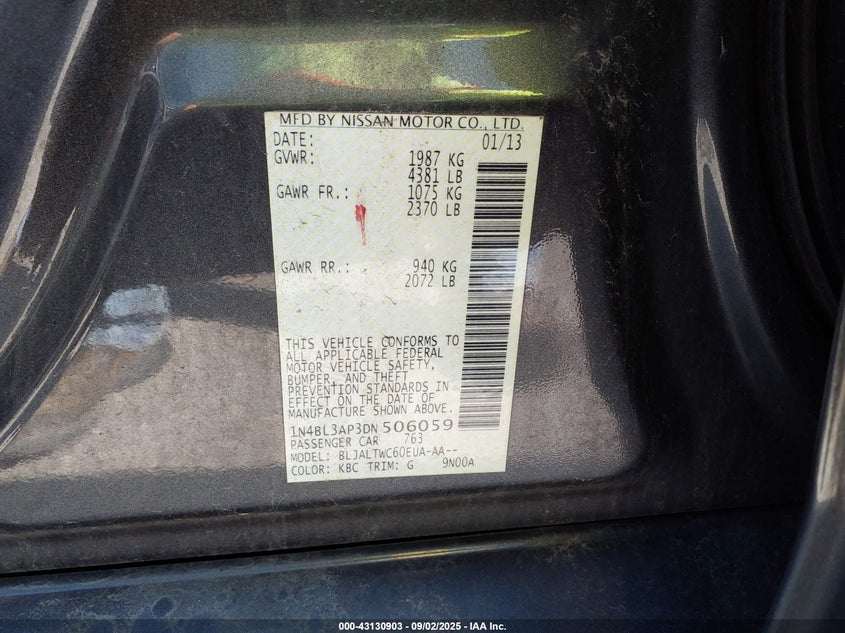 MFD BY NISSAN MOTOR CO., LTD.
DATE: 01/13
GVWR: 1987 KG
4381 LB
GAWR FR.: 1075 KG
2370 LB
GAWR RR.: 940 KG
2072 LB
THIS VEHICLE CONFORMS TO
ALL APPLICABLE FEDERAL
MOTOR VEHICLE SAFETY,
BUMPER, AND THEFT
PREVENTION STANDARDS IN
EFFECT ON THE DATE OF
MANUFACTURE SHOWN ABOVE.
1N4BL3AP3DN 506059
PASSENGER CAR 763
MODEL: BLJALTWC60EUA-AA--
COLOR: KBC TRIM: G 9N00A
000-43130903 - 09/02/2025 - IAA Inc.